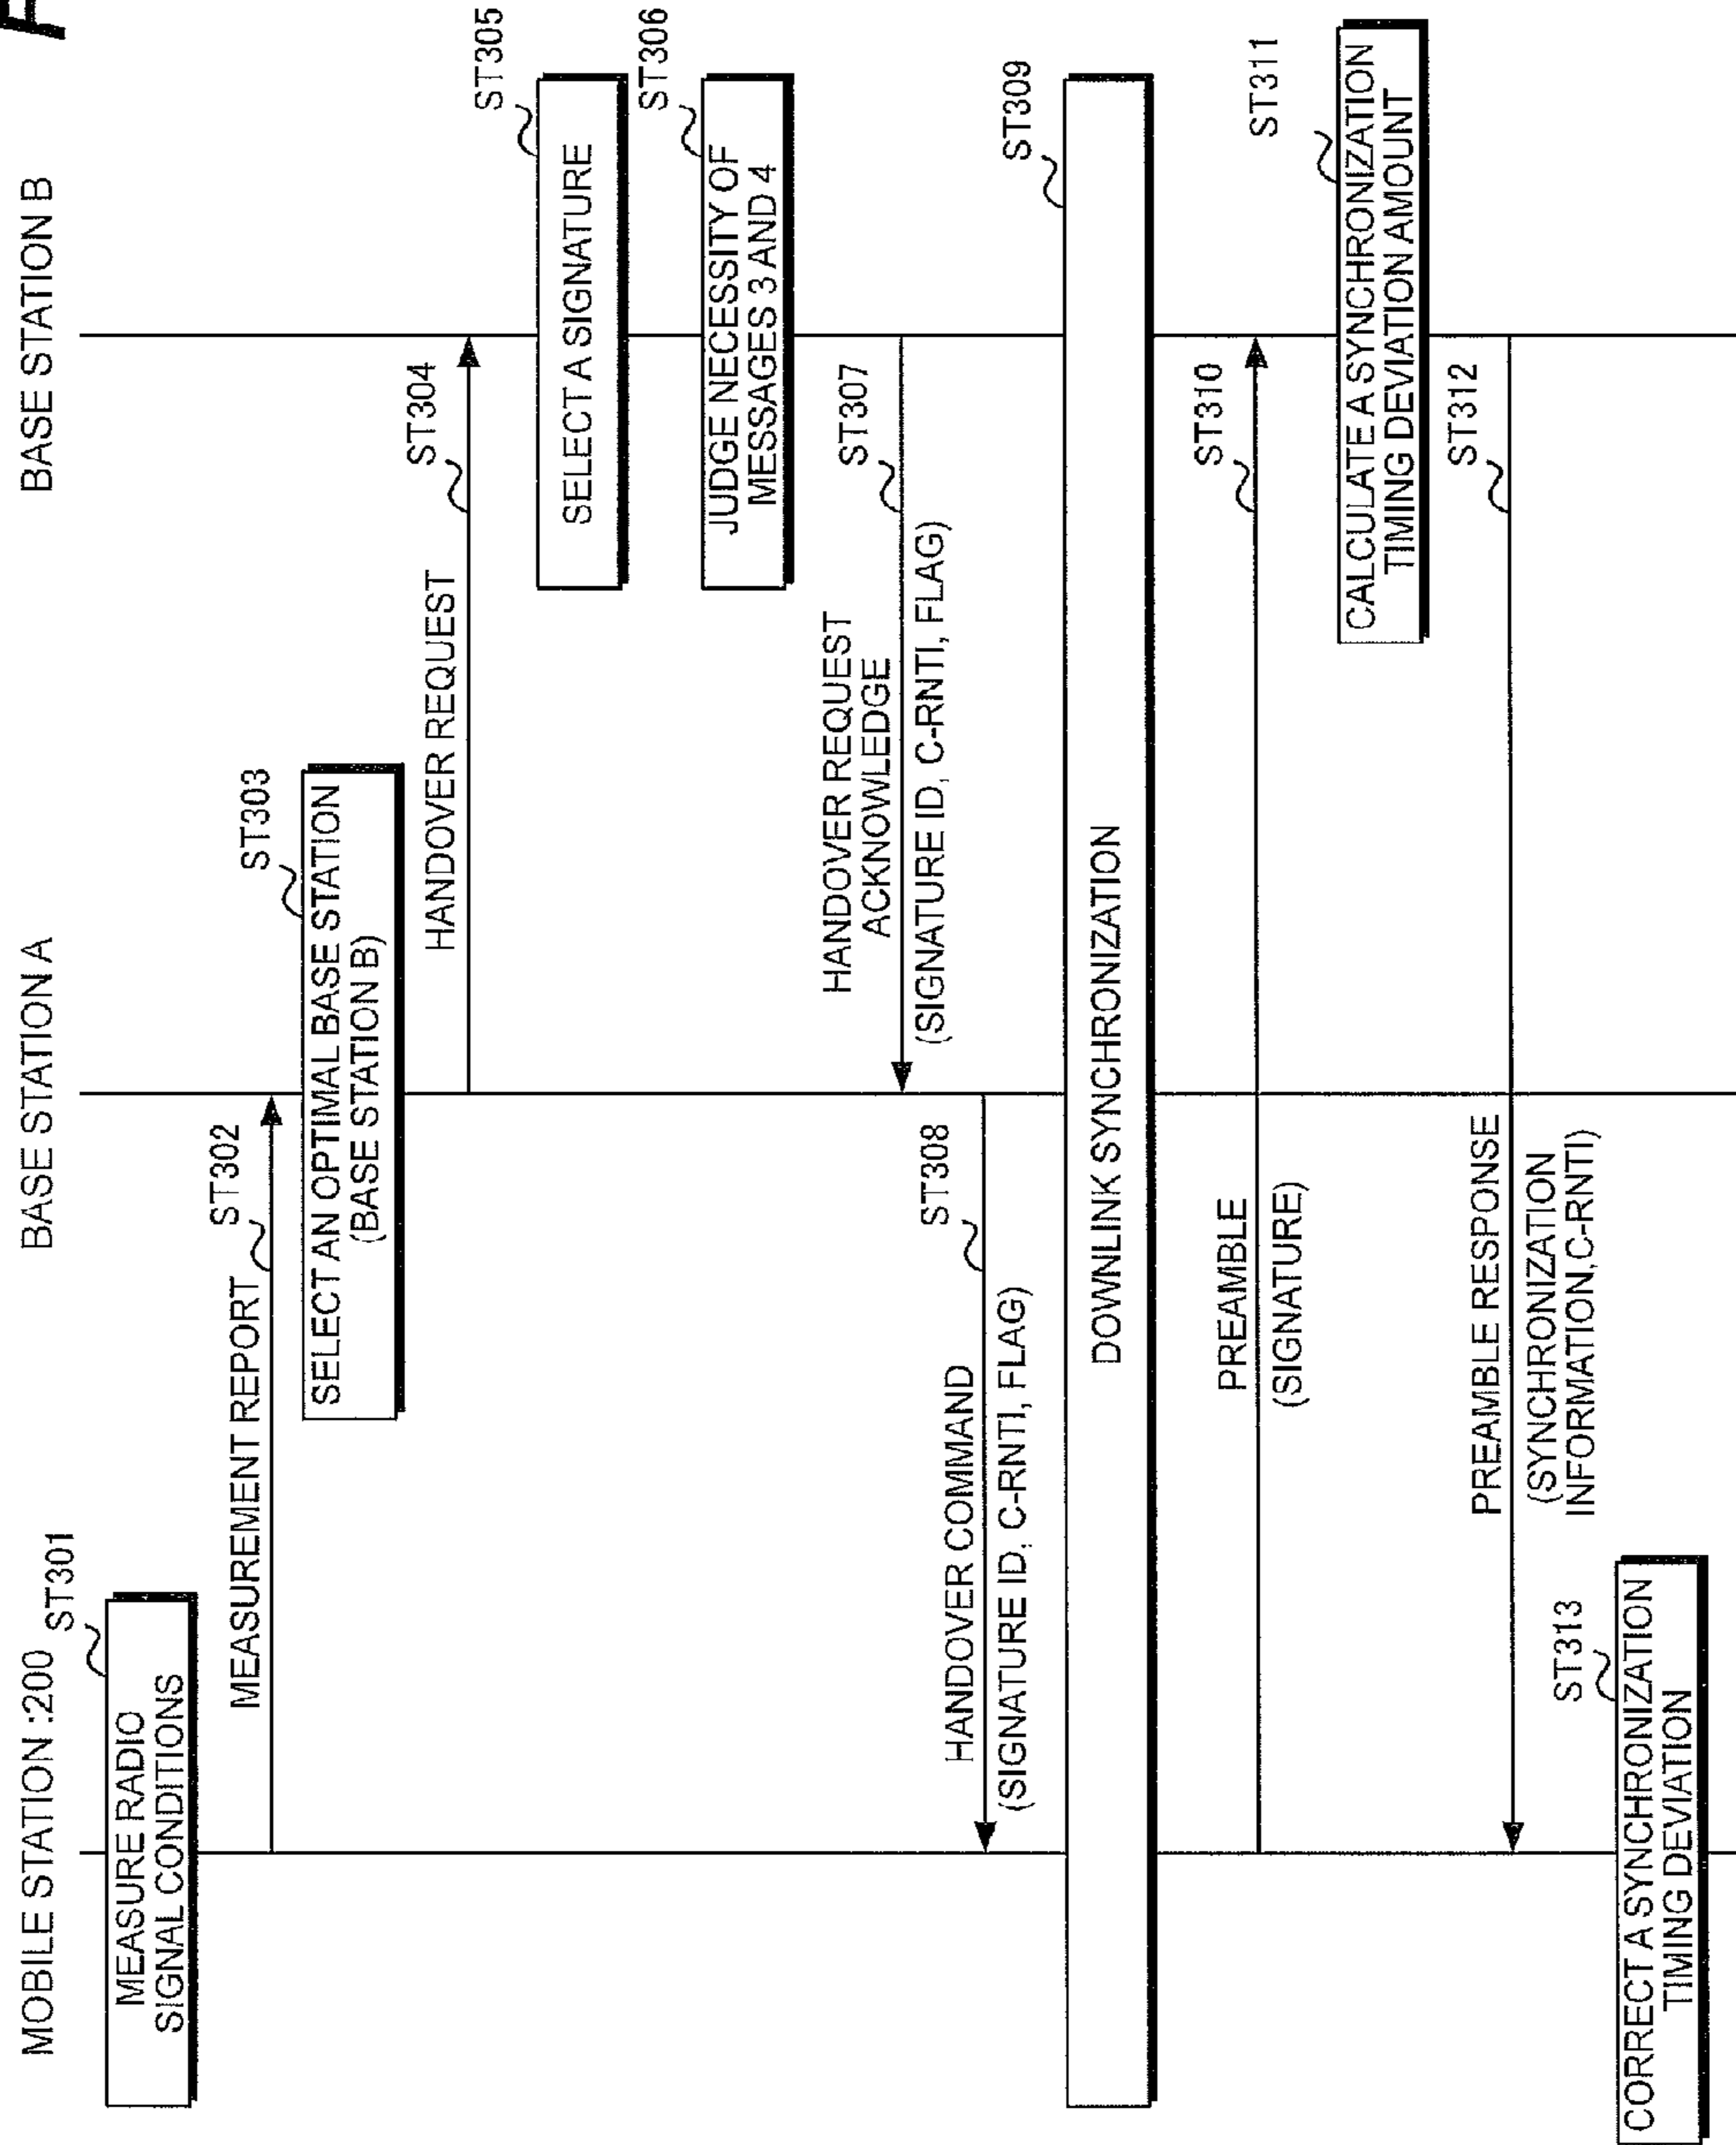 MOBILE STATION :200
BASE STATION A
BASE STATION B
ST301
MEASURE RADIO
SIGNAL CONDITIONS
MEASUREMENT REPORT
ST302
ST303
SELECT AN OPTIMAL BASE STATION
(BASE STATION B)
HANDOVER REQUEST
ST304
ST305
SELECT A SIGNATURE
ST306
JUDGE NECESSITY OF
MESSAGES 3 AND 4
HANDOVER REQUEST
ACKNOWLEDGE
ST307
(SIGNATURE ID, C-RNTI, FLAG)
HANDOVER COMMAND
ST308
(SIGNATURE ID, C-RNTI, FLAG)
ST309
DOWNLINK SYNCHRONIZATION
PREAMBLE
ST310
(SIGNATURE)
ST311
CALCULATE A SYNCHRONIZATION
TIMING DEVIATION AMOUNT
PREAMBLE RESPONSE
ST312
(SYNCHRONIZATION
INFORMATION,C-RNTI)
ST313
CORRECT A SYNCHRONIZATION
TIMING DEVIATION